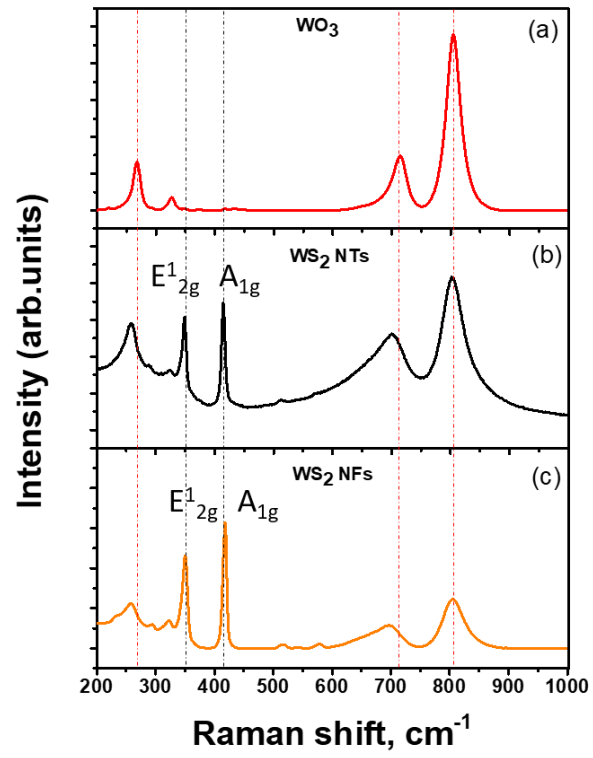 WO₃
(a)
WS₂ NTs
(b)
E¹₂g A₁g
WS₂ NFs
(c)
E¹₂g A₁g
Intensity (arb.units)
200 300 400 500 600 700 800 900 1000
Raman shift, cm⁻¹